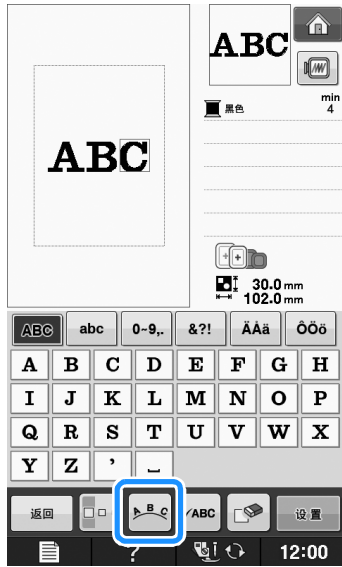 ABC
min
黑色 4
ABC
30.0 mm
102.0 mm
ABC abc 0~9,. &?! ÄÅä ÔÖö
A B C D E F G H
I J K L M N O P
Q R S T U V W X
Y Z ’ _
返回 A B C ABC 设置
? 12:00